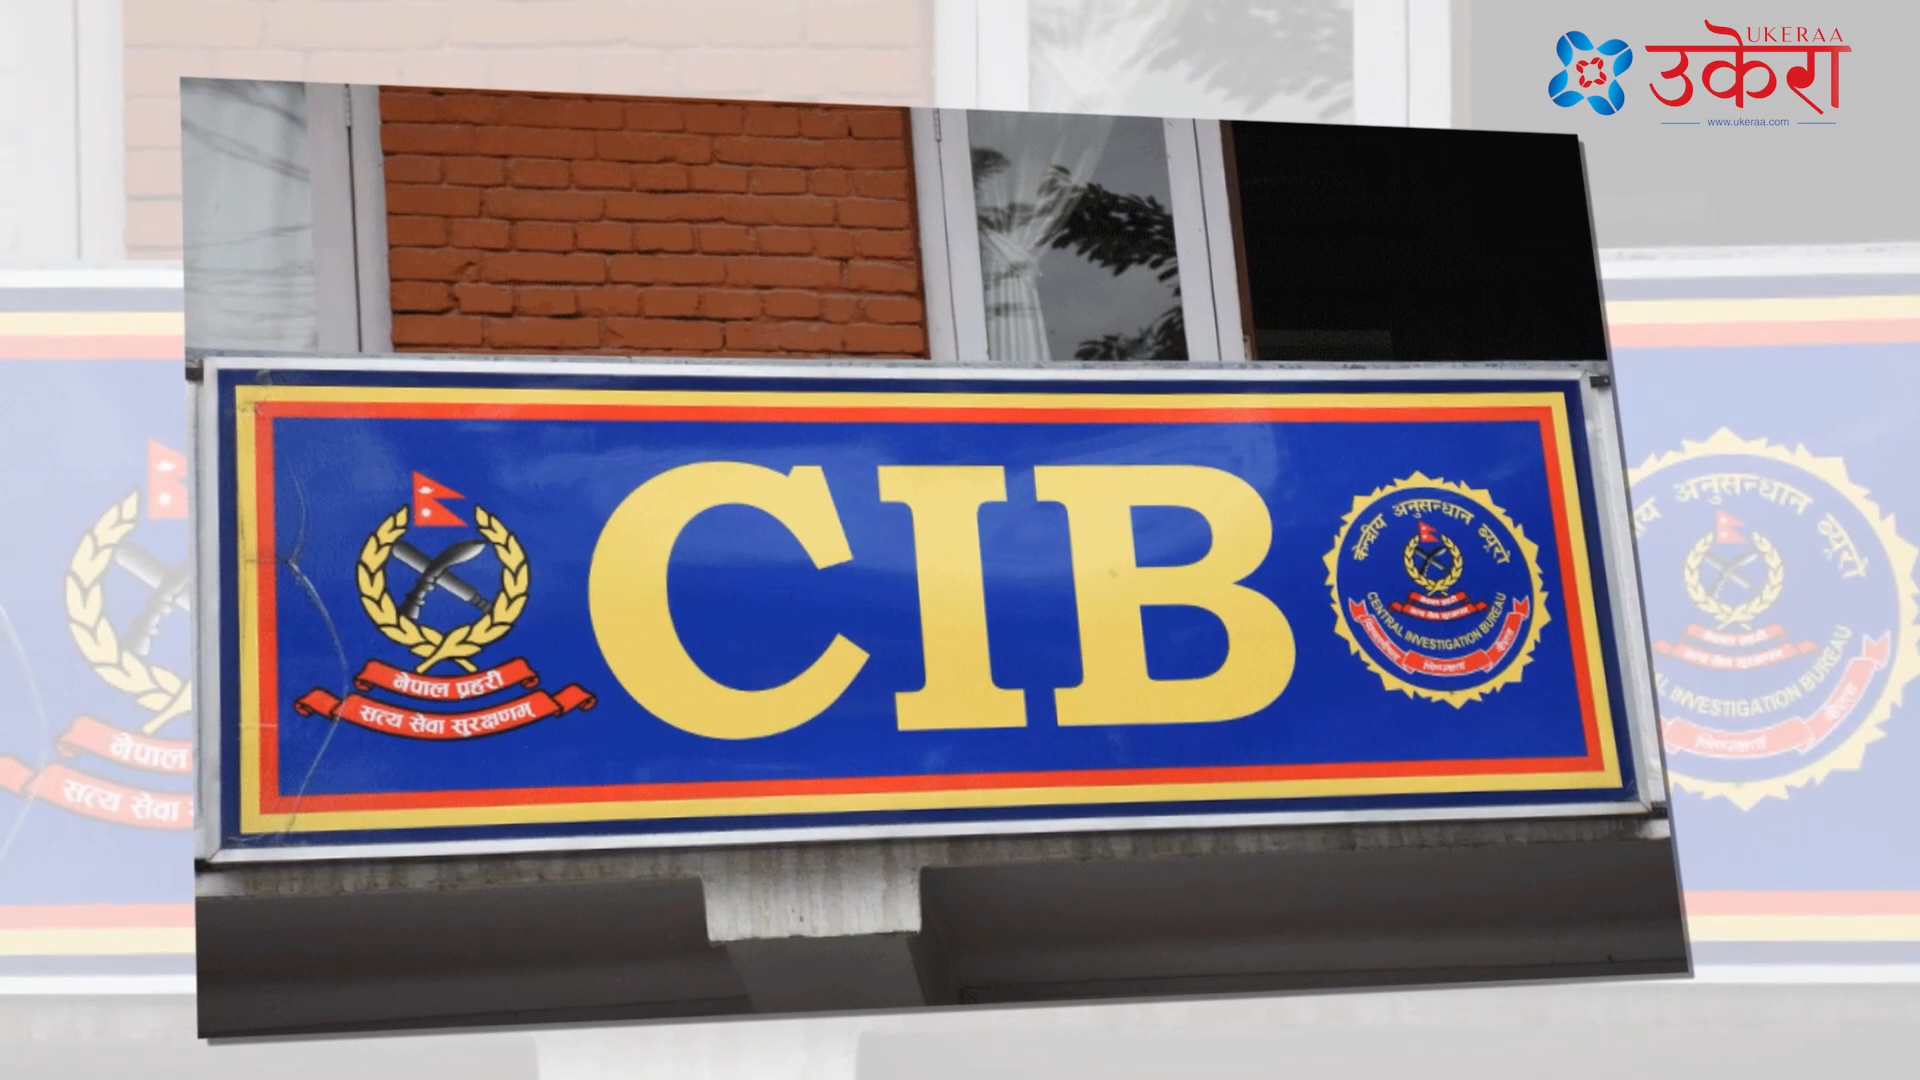 UKERAA
उकेरा
www.ukeraa.com
CIB
नेपाल प्रहरी
सत्य सेवा सुरक्षणम्
केन्द्रीय अनुसन्धान ब्यूरो
CENTRAL INVESTIGATION BUREAU